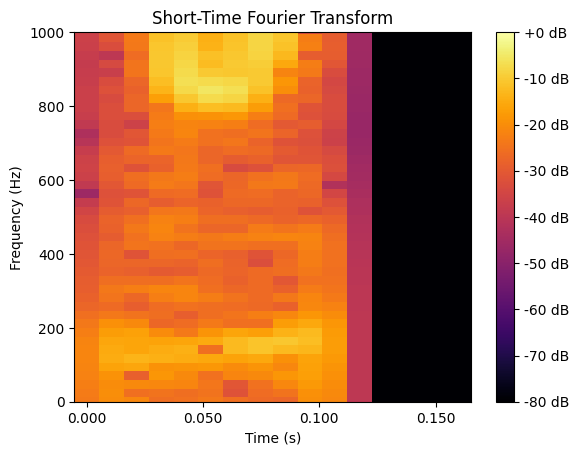 Short-Time Fourier Transform
Frequency (Hz)
1000
800
600
400
200
0
0.000
0.050
0.100
0.150
Time (s)
+0 dB
-10 dB
-20 dB
-30 dB
-40 dB
-50 dB
-60 dB
-70 dB
-80 dB